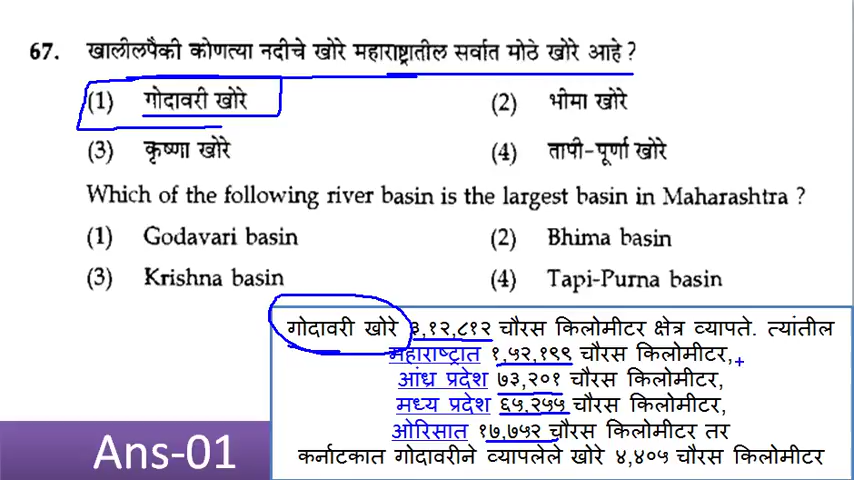 67. खालीलपैकी कोणत्या नदीचे खोरे महाराष्ट्रातील सर्वात मोठे खोरे आहे ?
(1) गोदावरी खोरे (2) भीमा खोरे
(3) कृष्णा खोरे (4) तापी-पूर्णा खोरे
Which of the following river basin is the largest basin in Maharashtra ?
(1) Godavari basin (2) Bhima basin
(3) Krishna basin (4) Tapi-Purna basin
गोदावरी खोरे ३,१२,८१२ चौरस किलोमीटर क्षेत्र व्यापते. त्यांतील
महाराष्ट्रात १,५२,१९९ चौरस किलोमीटर,
आंध्र प्रदेश ७३,२०१ चौरस किलोमीटर,
मध्य प्रदेश ६५,२५५ चौरस किलोमीटर,
ओरिसात १७,७५२ चौरस किलोमीटर तर
कर्नाटकात गोदावरीने व्यापलेले खोरे ४,४०५ चौरस किलोमीटर
Ans-01